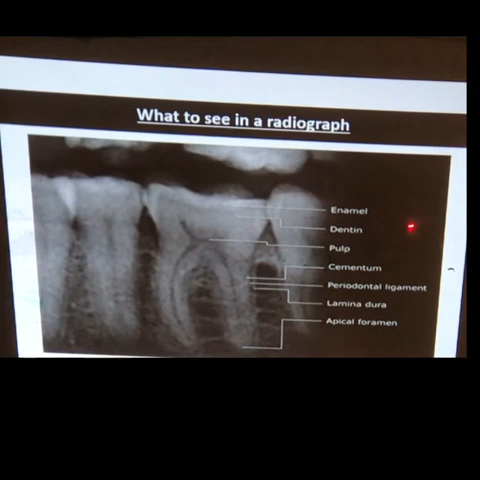 What to see in a radiograph
Enamel
Dentin
Pulp
Cementum
Periodontal ligament
Lamina dura
Apical foramen